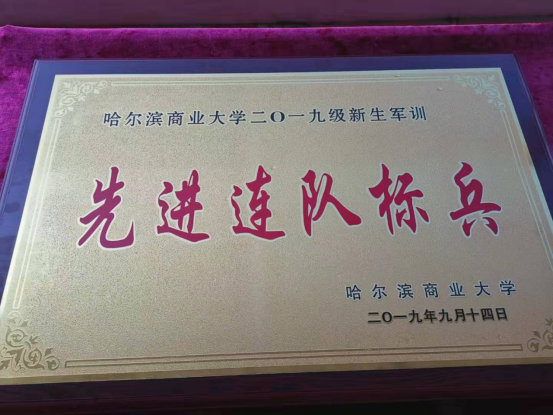 哈尔滨商业大学二〇一九级新生军训
先进连队标兵
哈尔滨商业大学
二〇一九年九月十四日